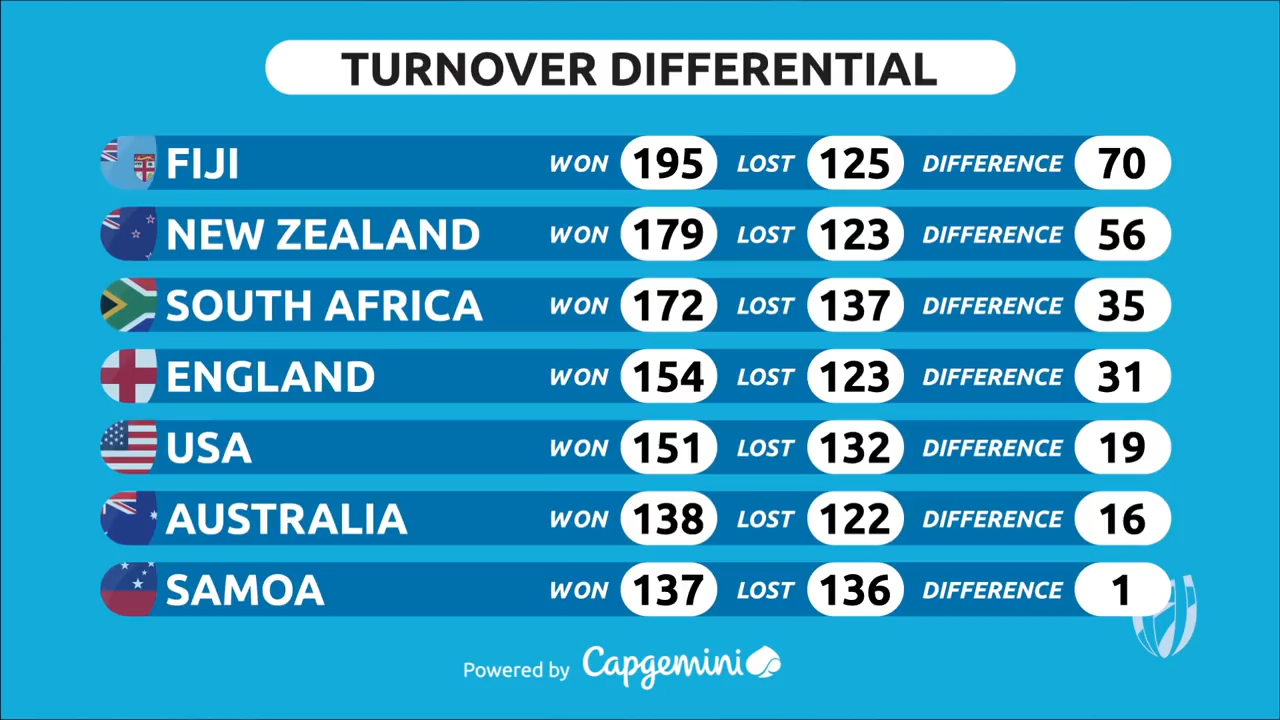 TURNOVER DIFFERENTIAL
FIJI WON 195 LOST 125 DIFFERENCE 70
NEW ZEALAND WON 179 LOST 123 DIFFERENCE 56
SOUTH AFRICA WON 172 LOST 137 DIFFERENCE 35
ENGLAND WON 154 LOST 123 DIFFERENCE 31
USA WON 151 LOST 132 DIFFERENCE 19
AUSTRALIA WON 138 LOST 122 DIFFERENCE 16
SAMOA WON 137 LOST 136 DIFFERENCE 1
Powered by Capgemini